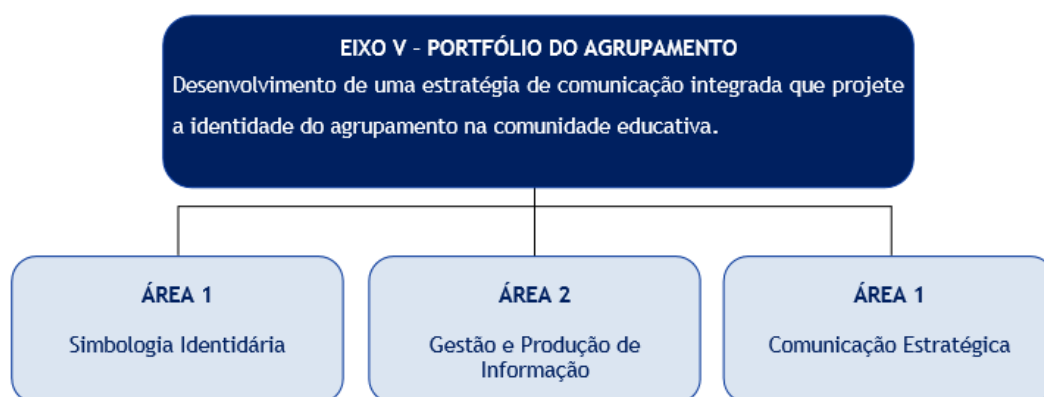 EIXO V - PORTFÓLIO DO AGRUPAMENTO
Desenvolvimento de uma estratégia de comunicação integrada que projete
a identidade do agrupamento na comunidade educativa.
ÁREA 1
Simbologia Identidária
ÁREA 2
Gestão e Produção de
Informação
ÁREA 1
Comunicação Estratégica